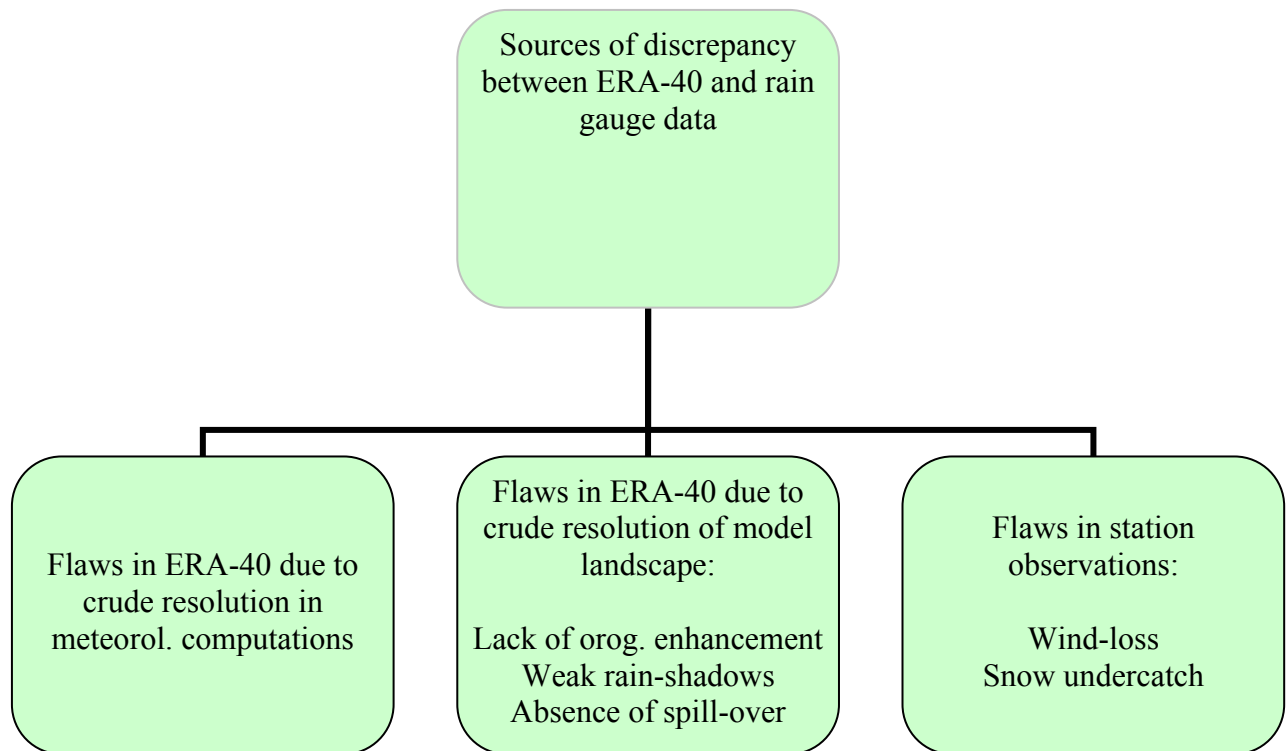 Sources of discrepancy
between ERA-40 and rain
gauge data
Flaws in ERA-40 due to
crude resolution in
meteorol. computations
Flaws in ERA-40 due to
crude resolution of model
landscape:
Lack of orog. enhancement
Weak rain-shadows
Absence of spill-over
Flaws in station
observations:
Wind-loss
Snow undercatch